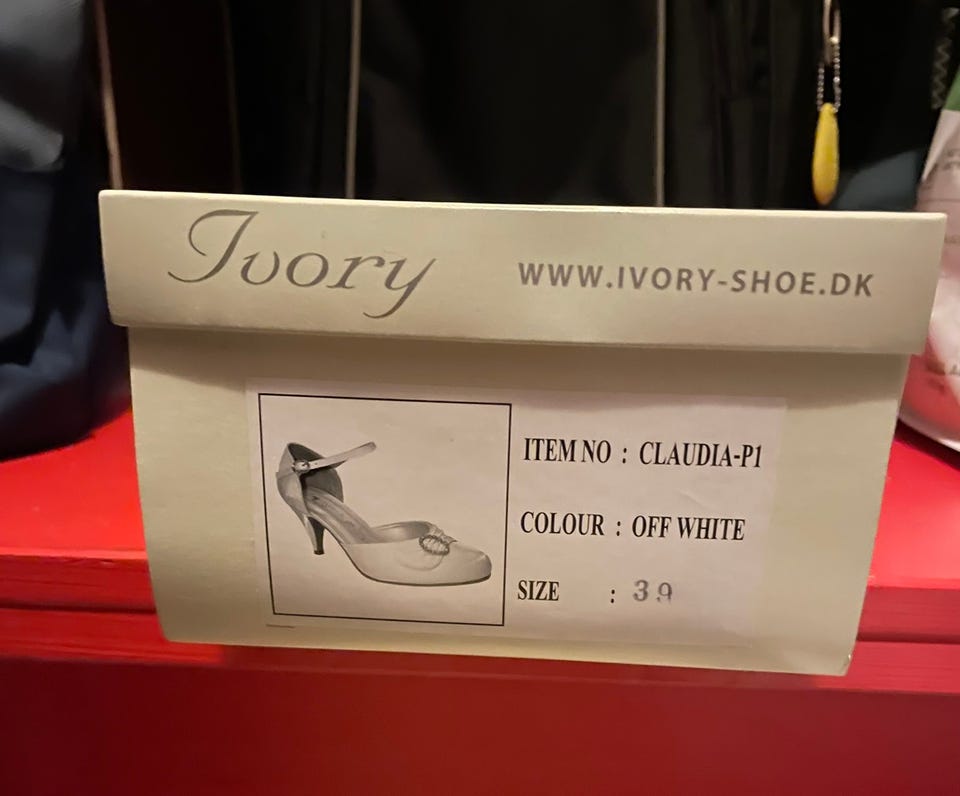 Ivory
WWW.IVORY-SHOE.DK
ITEM NO : CLAUDIA-P1
COLOUR : OFF WHITE
SIZE : 39